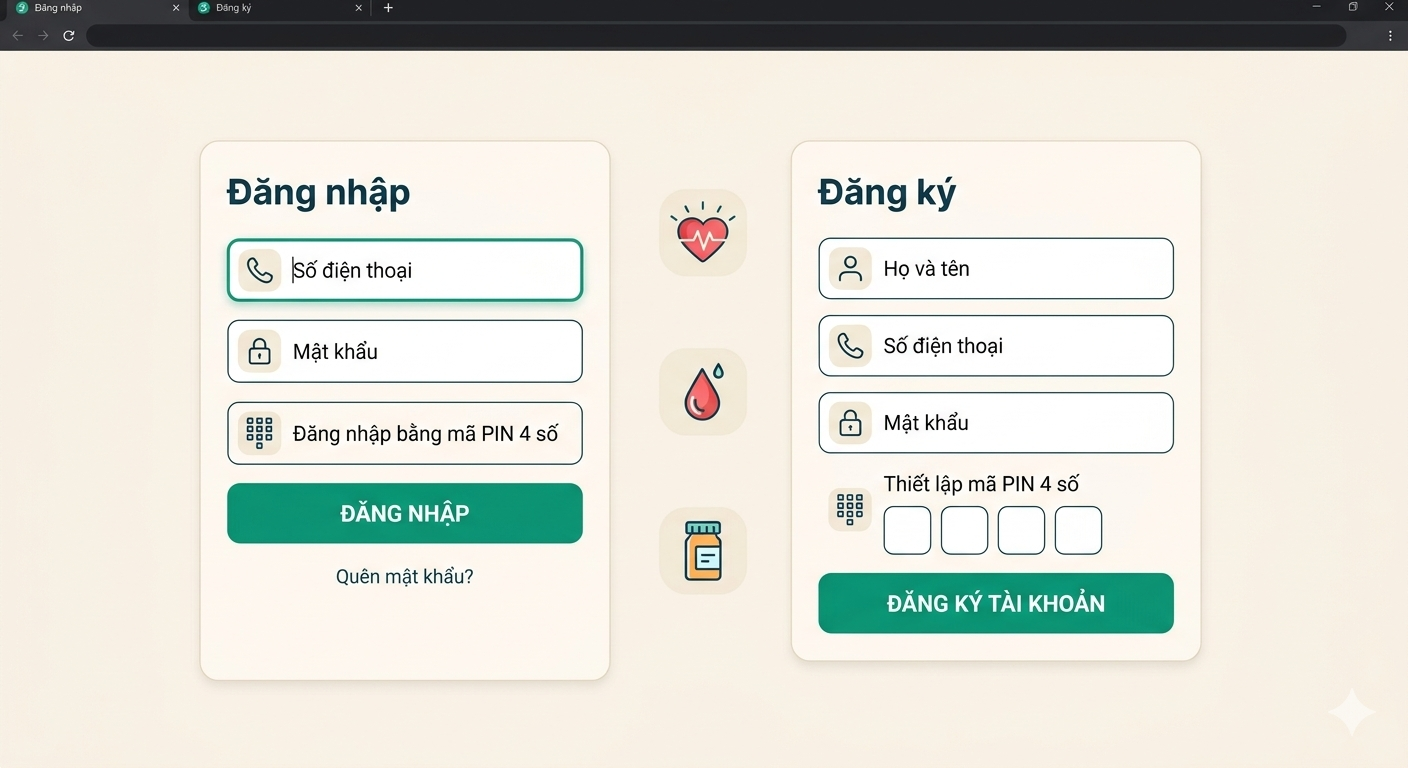 Đăng nhập
Đăng ký
Đăng nhập
Số điện thoại
Mật khẩu
Đăng nhập bằng mã PIN 4 số
ĐĂNG NHẬP
Quên mật khẩu?
Đăng ký
Họ và tên
Số điện thoại
Mật khẩu
Thiết lập mã PIN 4 số
ĐĂNG KÝ TÀI KHOẢN